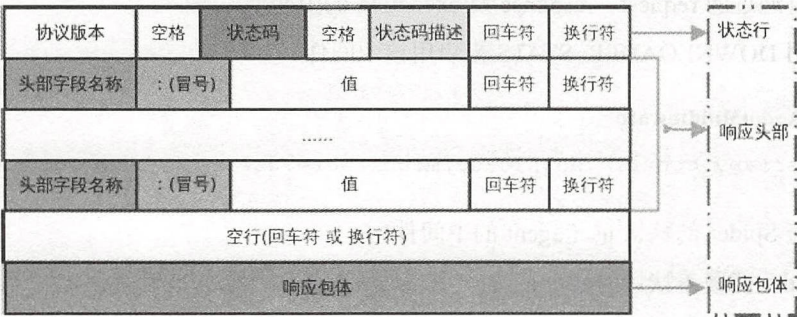 协议版本 空格 状态码 空格 状态码描述 回车符 换行符 状态行
头部字段名称 :(冒号) 值 回车符 换行符
...... 响应头部
头部字段名称 :(冒号) 值 回车符 换行符
空行(回车符 或 换行符)
响应包体 响应包体